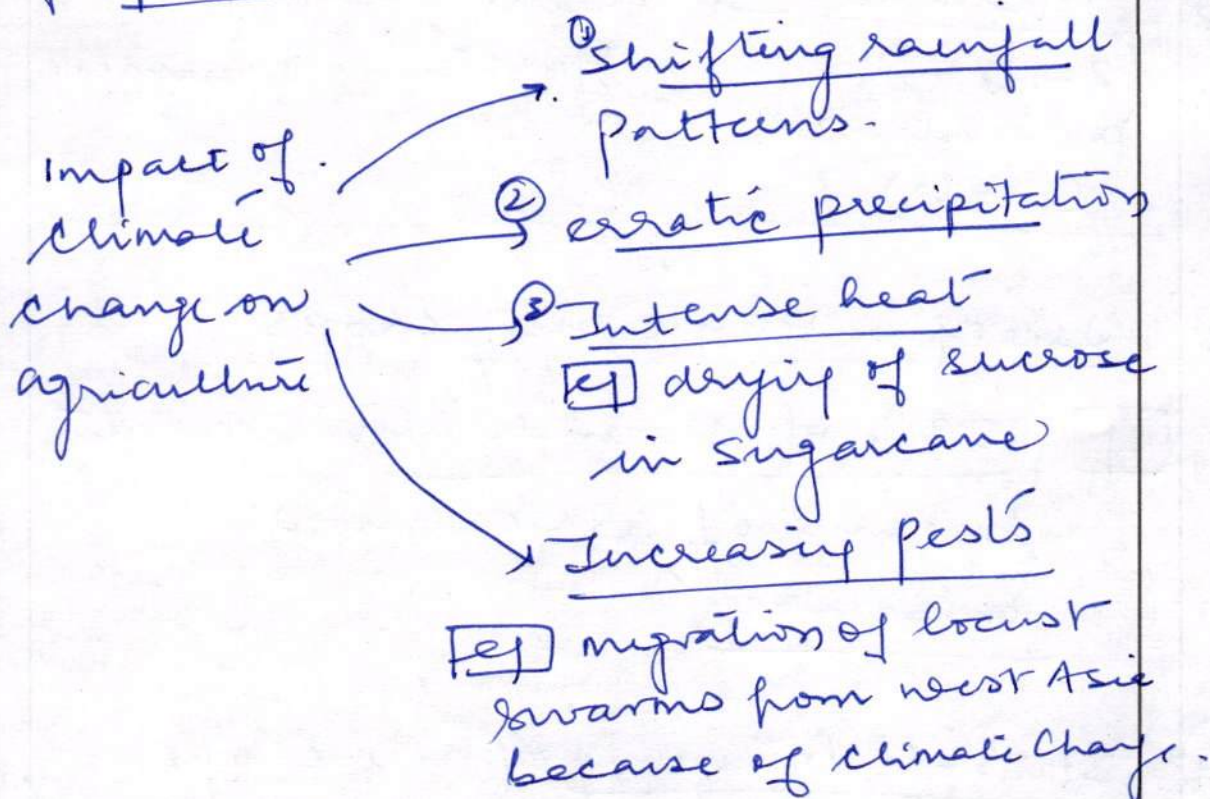 Impact of
climate
change on
agriculture
① Shifting rainfall
patterns.
② erratic precipitation
③ Intense heat
eg drying of sucrose
in sugarcane
Increasing pests
eg migration of locust
swarms from west Asia
because of climate change.